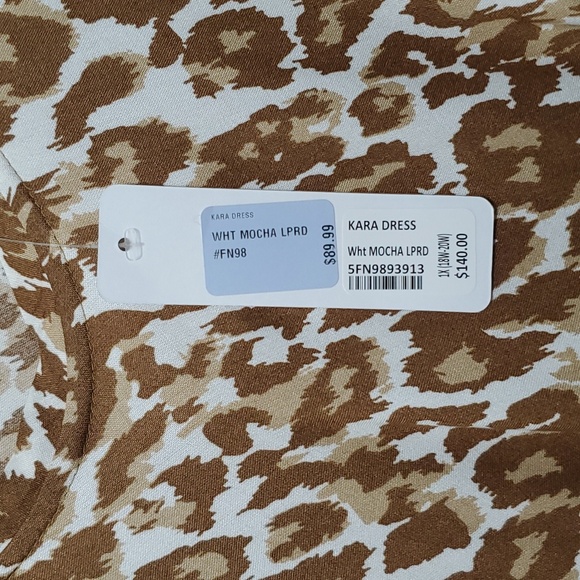 KARA DRESS
WHT MOCHA LPRD
#FN98
$89.99
KARA DRESS
Wht MOCHA LPRD
5FN9893913
1X (18W-20W)
$140.00